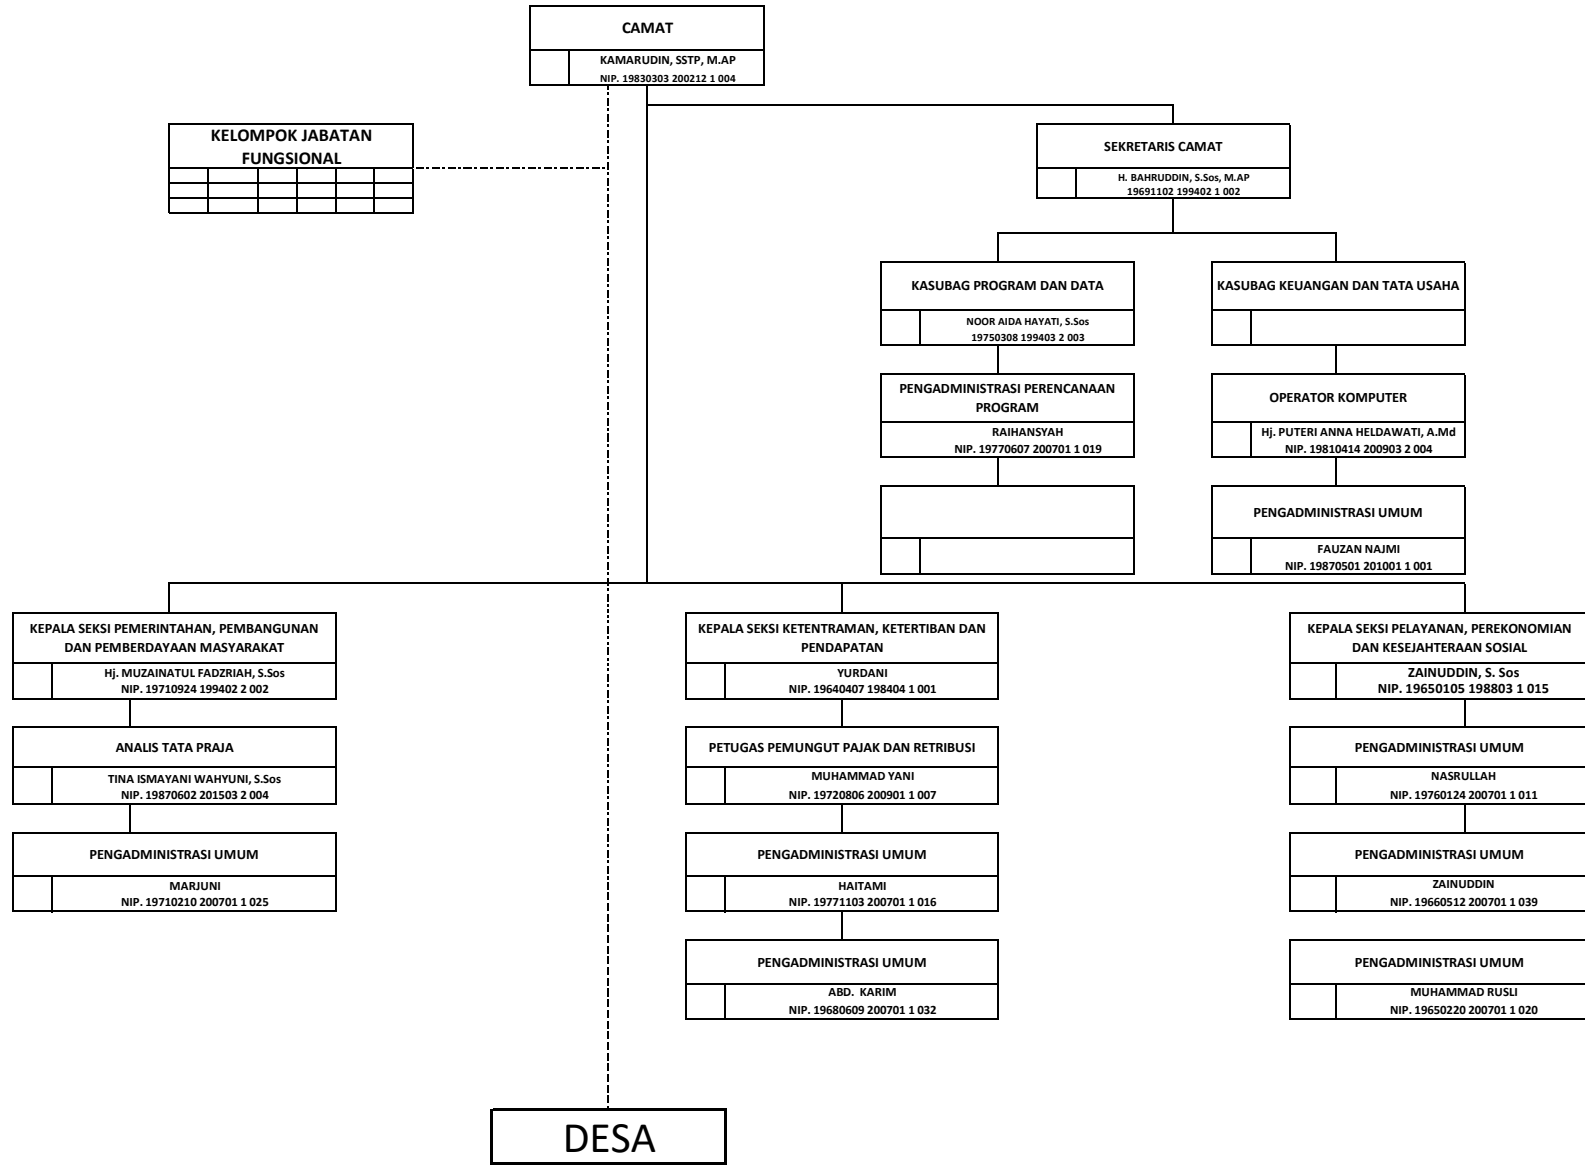 CAMAT
KAMARUDIN, SSTP, M.AP
NIP. 19830303 200212 1 004
KELOMPOK JABATAN
FUNGSIONAL
SEKRETARIS CAMAT
H. BAHRUDDIN, S.Sos, M.AP
19691102 199402 1 002
KASUBAG PROGRAM DAN DATA
NOOR AIDA HAYATI, S.Sos
19750308 199403 2 003
KASUBAG KEUANGAN DAN TATA USAHA
PENGADMINISTRASI PERENCANAAN
PROGRAM
RAIHANSYAH
NIP. 19770607 200701 1 019
OPERATOR KOMPUTER
Hj. PUTERI ANNA HELDAWATI, A.Md
NIP. 19810414 200903 2 004
PENGADMINISTRASI UMUM
FAUZAN NAJMI
NIP. 19870501 201001 1 001
KEPALA SEKSI PEMERINTAHAN, PEMBANGUNAN
DAN PEMBERDAYAAN MASYARAKAT
Hj. MUZAINATUL FADZRIAH, S.Sos
NIP. 19710924 199402 2 002
ANALIS TATA PRAJA
TINA ISMAYANI WAHYUNI, S.Sos
NIP. 19870602 201503 2 004
PENGADMINISTRASI UMUM
MARJUNI
NIP. 19710210 200701 1 025
KEPALA SEKSI KETENTRAMAN, KETERTIBAN DAN
PENDAPATAN
YURDANI
NIP. 19640407 198404 1 001
PETUGAS PEMUNGUT PAJAK DAN RETRIBUSI
MUHAMMAD YANI
NIP. 19720806 200901 1 007
PENGADMINISTRASI UMUM
HAITAMI
NIP. 19771103 200701 1 016
PENGADMINISTRASI UMUM
ABD. KARIM
NIP. 19680609 200701 1 032
KEPALA SEKSI PELAYANAN, PEREKONOMIAN
DAN KESEJAHTERAAN SOSIAL
ZAINUDDIN, S. Sos
NIP. 19650105 198803 1 015
PENGADMINISTRASI UMUM
NASRULLAH
NIP. 19760124 200701 1 011
PENGADMINISTRASI UMUM
ZAINUDDIN
NIP. 19660512 200701 1 039
PENGADMINISTRASI UMUM
MUHAMMAD RUSLI
NIP. 19650220 200701 1 020
DESA